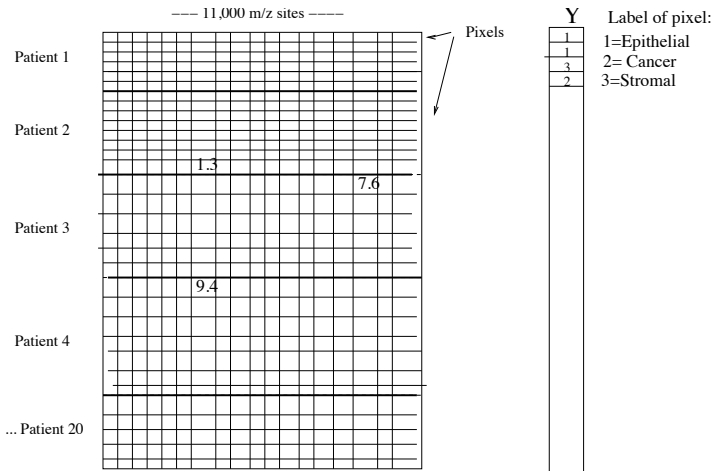 --- 11,000 m/z sites ----
Y
Label of pixel:
Pixels
1=Epithelial
2= Cancer
3=Stromal
1
1
3
2
Patient 1
Patient 2
1.3
7.6
Patient 3
9.4
Patient 4
... Patient 20